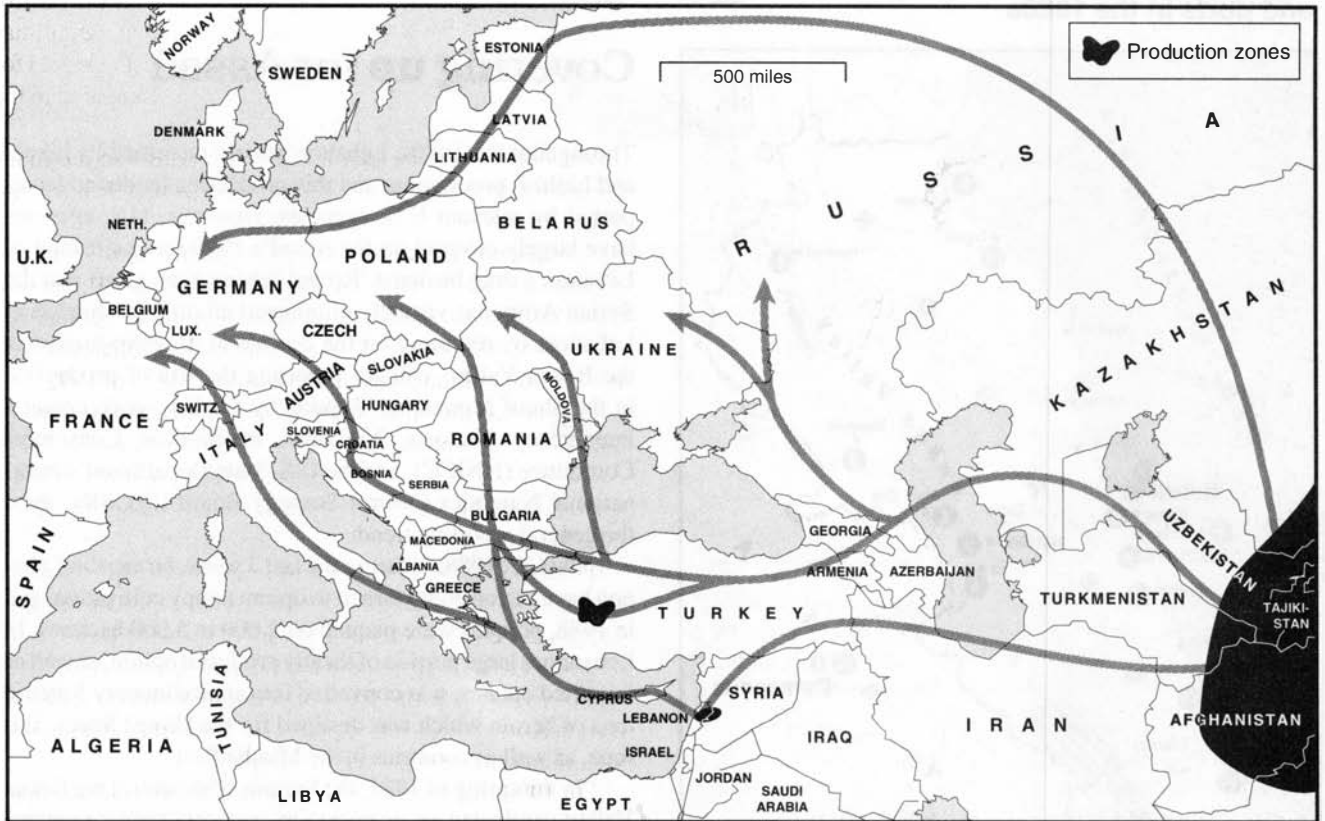 Production zones
500 miles
NORWAY
SWEDEN
ESTONIA
LATVIA
LITHUANIA
DENMARK
RUSSIA
NETH.
BELARUS
U.K.
POLAND
GERMANY
BELGIUM
LUX.
CZECH
SLOVAKIA
UKRAINE
KAZAKHSTAN
AUSTRIA
HUNGARY
MOLDOVA
SWITZ.
FRANCE
ITALY
SLOVENIA
CROATIA
ROMANIA
BOSNIA
SERBIA
BULGARIA
GEORGIA
UZBEKISTAN
MACEDONIA
ALBANIA
ARMENIA
AZERBAIJAN
SPAIN
GREECE
TURKEY
TURKMENISTAN
TAJIKI-
STAN
CYPRUS
SYRIA
LEBANON
AFGHANISTAN
ISRAEL
IRAQ
IRAN
ALGERIA
TUNISIA
JORDAN
SAUDI
ARABIA
LIBYA
EGYPT